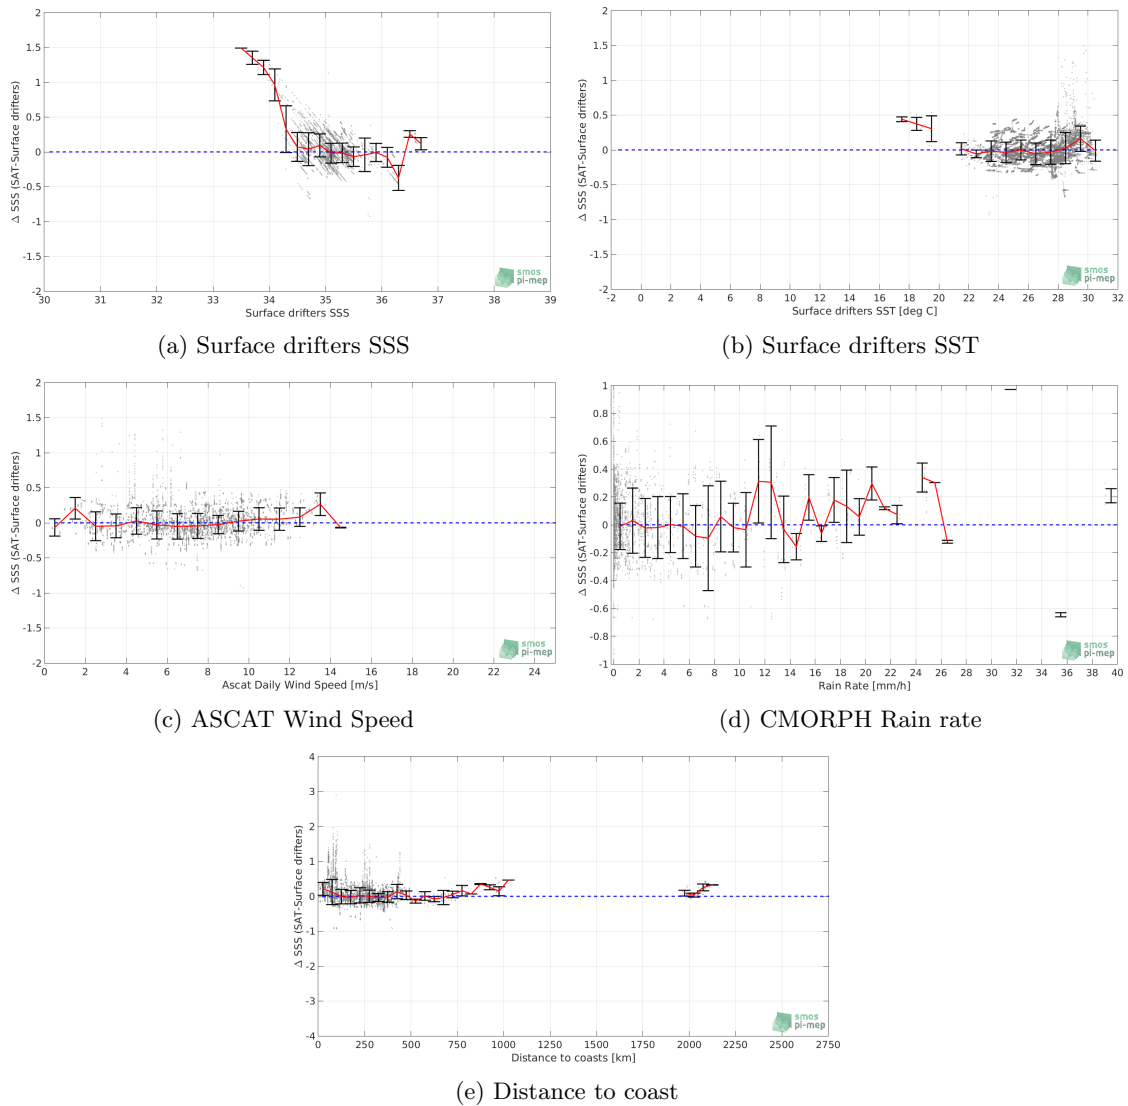 2
1.5
1
0.5
0
-0.5
-1
-1.5
-2
Δ SSS (SAT-Surface drifters)
30 31 32 33 34 35 36 37 38 39
Surface drifters SSS
smos
pi-mep
(a) Surface drifters SSS
2
1.5
1
0.5
0
-0.5
-1
-1.5
-2
Δ SSS (SAT-Surface drifters)
-2 0 2 4 6 8 10 12 14 16 18 20 22 24 26 28 30 32
Surface drifters SST [deg C]
smos
pi-mep
(b) Surface drifters SST
2
1.5
1
0.5
0
-0.5
-1
-1.5
-2
Δ SSS (SAT-Surface drifters)
0 2 4 6 8 10 12 14 16 18 20 22 24
Ascat Daily Wind Speed [m/s]
smos
pi-mep
(c) ASCAT Wind Speed
1
0.8
0.6
0.4
0.2
0
-0.2
-0.4
-0.6
-0.8
-1
Δ SSS (SAT-Surface drifters)
0 2 4 6 8 10 12 14 16 18 20 22 24 26 28 30 32 34 36 38 40
Rain Rate [mm/h]
smos
pi-mep
(d) CMORPH Rain rate
4
3
2
1
0
-1
-2
-3
-4
Δ SSS (SAT-Surface drifters)
0 250 500 750 1000 1250 1500 1750 2000 2250 2500 2750
Distance to coasts [km]
smos
pi-mep
(e) Distance to coast